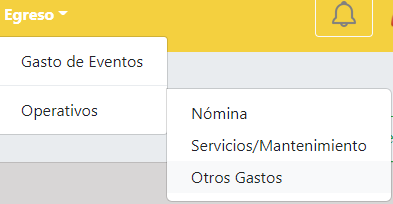 Egreso
Gasto de Eventos
Operativos
Nómina
Servicios/Mantenimiento
Otros Gastos